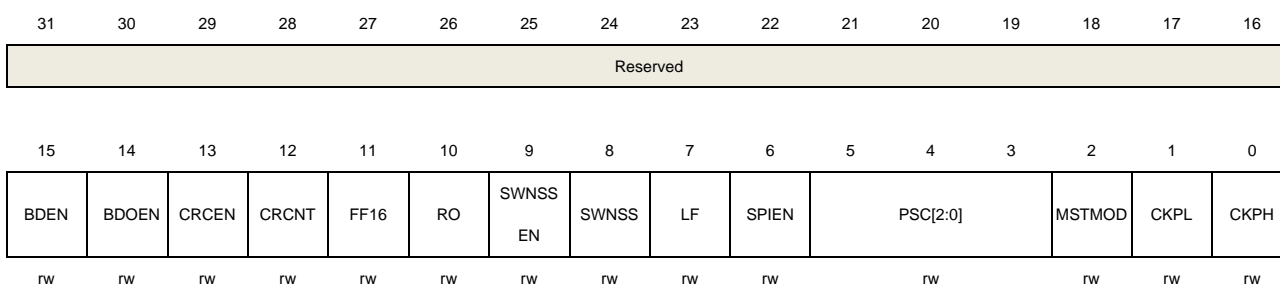 31 30 29 28 27 26 25 24 23 22 21 20 19 18 17 16
Reserved
15 14 13 12 11 10 9 8 7 6 5 4 3 2 1 0
BDEN BDOEN CRCEN CRCNT FF16 RO SWNSS EN SWNSS LF SPIEN PSC[2:0] MSTMOD CKPL CKPH
rw rw rw rw rw rw rw rw rw rw rw rw rw rw